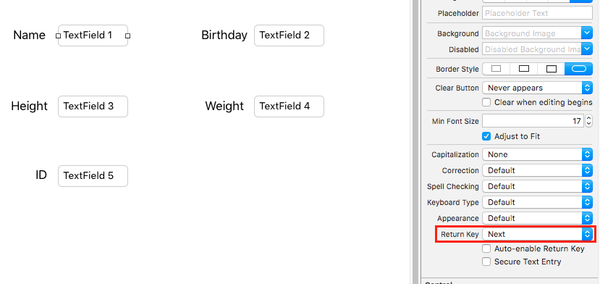 Name TextField 1 Birthday TextField 2
Height TextField 3 Weight TextField 4
ID TextField 5
Placeholder Placeholder Text
Background Background Image
Disabled Disabled Background Ima
Border Style
Clear Button Never appears
Clear when editing begins
Min Font Size 17
Adjust to Fit
Capitalization None
Correction Default
Spell Checking Default
Keyboard Type Default
Appearance Default
Return Key Next
Auto-enable Return Key
Secure Text Entry